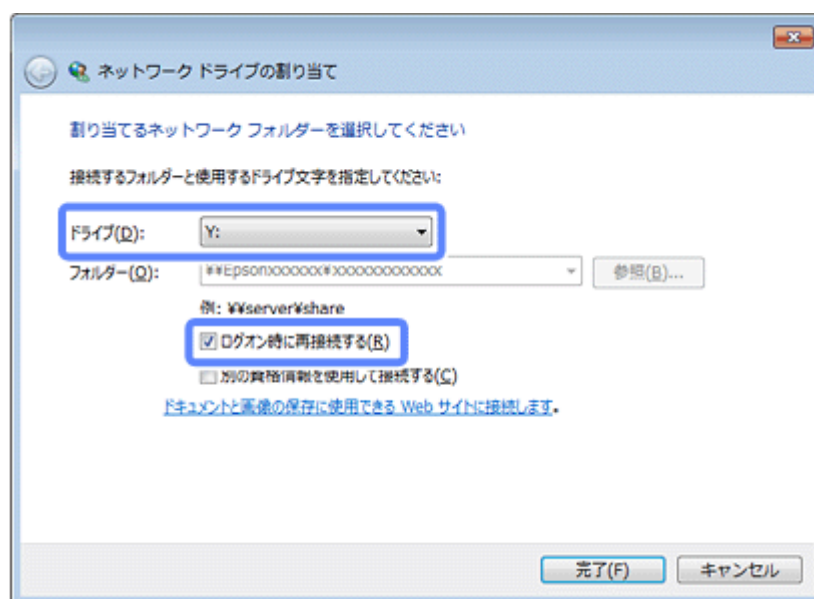 ネットワーク ドライブの割り当て
割り当てるネットワーク フォルダーを選択してください
接続するフォルダーと使用するドライブ文字を指定してください:
ドライブ(D): Y:
フォルダー(O): ¥¥Epsonxxxxxx¥xxxxxxxxxxxxx 参照(B)...
例: ¥¥server¥share
ログオン時に再接続する(R)
別の資格情報を使用して接続する(C)
ドキュメントと画像の保存に使用できる Web サイトに接続します。
完了(F) キャンセル